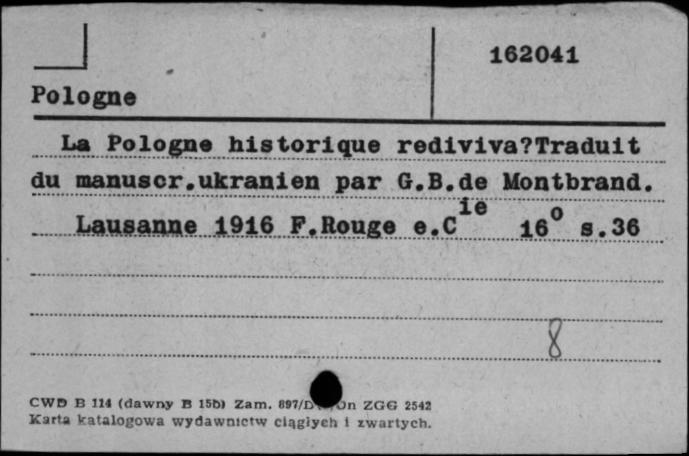 162041
Pologne
La Pologne historique rediviva?Traduit
du manuscr.ukranien par G.B.de Montbrand.
Lausanne 1916 F.Rouge e.Cie 16o s.36
8
CWD B 114 (dawny B 15b) Zam. 897/D ZGG 2542
Karta katalogowa wydawnictw ciągłych i zwartych.